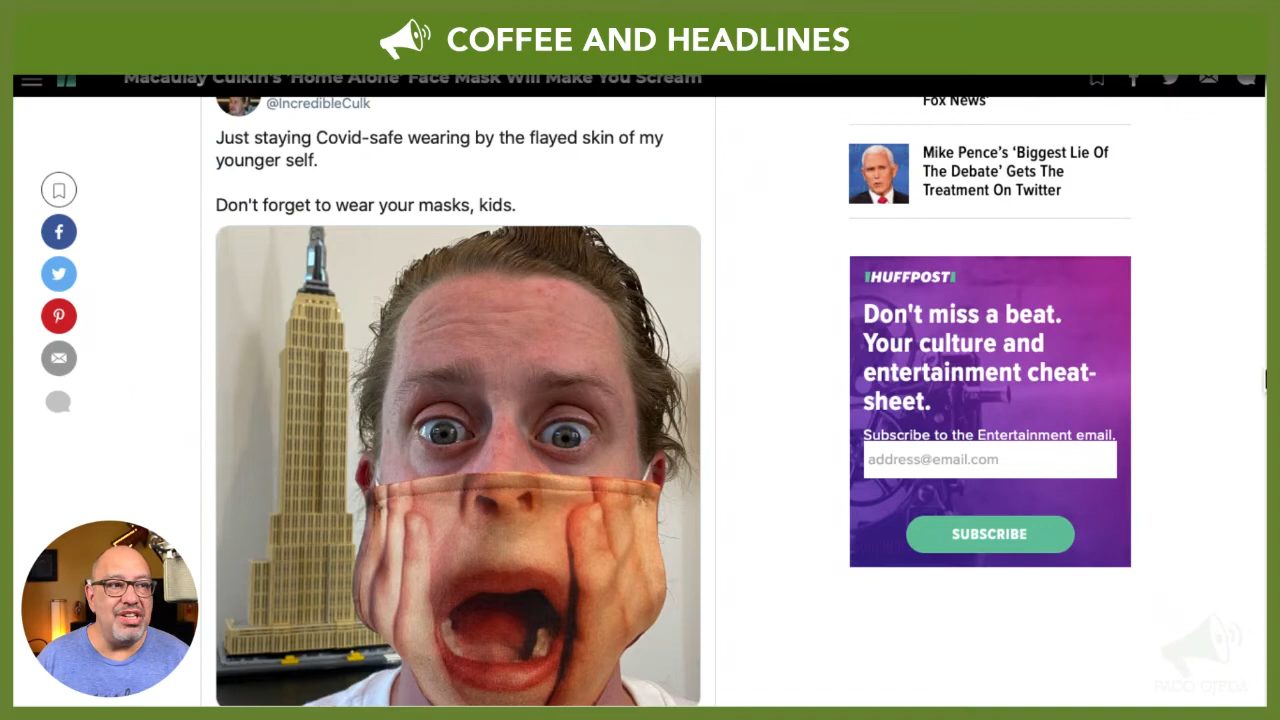 COFFEE AND HEADLINES
Macaulay Culkin's 'Home Alone' Face Mask Will Make You Scream
@IncredibleCulk
Just staying Covid-safe wearing by the flayed skin of my
younger self.
Don't forget to wear your masks, kids.
Fox News'
Mike Pence's 'Biggest Lie Of
The Debate' Gets The
Treatment On Twitter
HUFFPOST
Don't miss a beat.
Your culture and
entertainment cheat-
sheet.
Subscribe to the Entertainment email.
address@email.com
SUBSCRIBE
PACO OJEDA